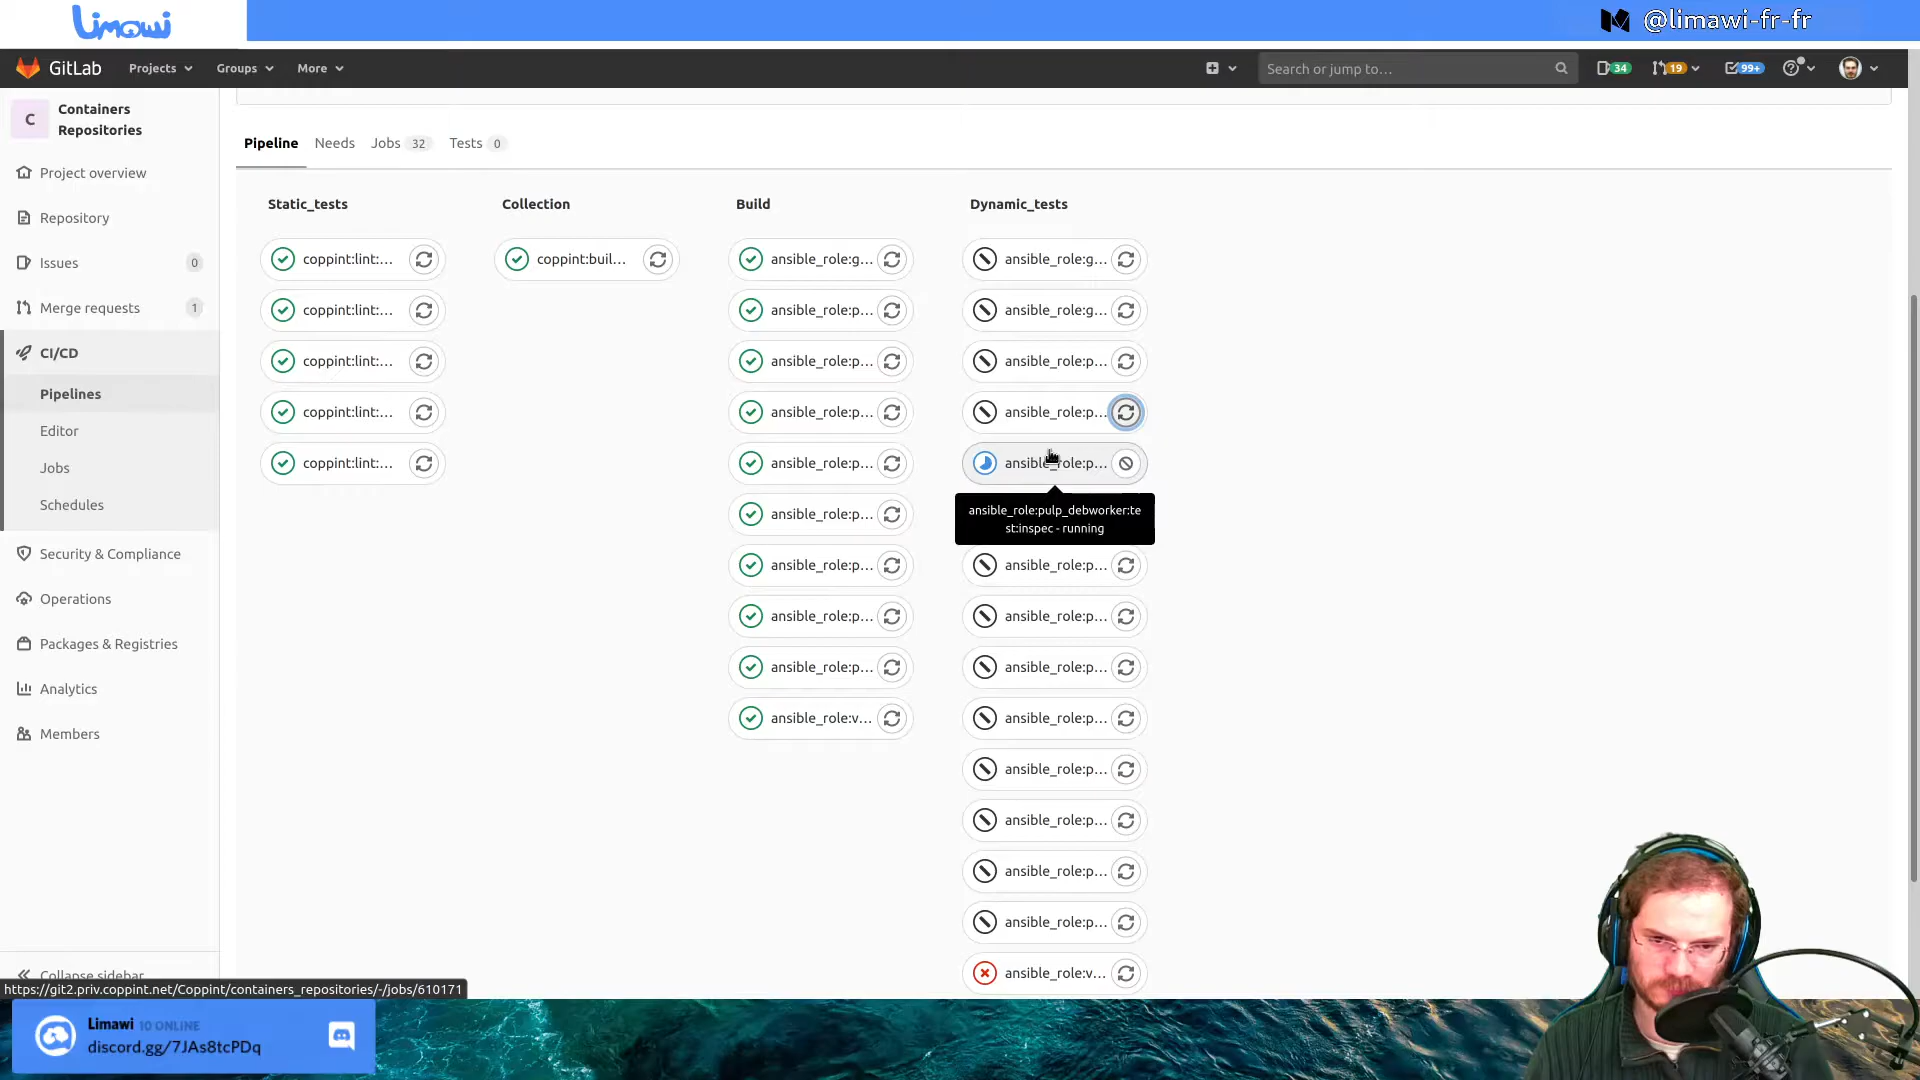 Limawi
@limawi-fr-fr
GitLab
Projects
Groups
More
Search or jump to...
34
19
99+
C
Containers
Repositories
Project overview
Repository
Issues 0
Merge requests 1
CI/CD
Pipelines
Editor
Jobs
Schedules
Security & Compliance
Operations
Packages & Registries
Analytics
Members
Collapse sidebar
Pipeline
Needs
Jobs 32
Tests 0
Static_tests
coppint:lint:...
coppint:lint:...
coppint:lint:...
coppint:lint:...
coppint:lint:...
Collection
coppint:buil...
Build
ansible_role:g...
ansible_role:p...
ansible_role:p...
ansible_role:p...
ansible_role:p...
ansible_role:p...
ansible_role:p...
ansible_role:p...
ansible_role:p...
ansible_role:v...
Dynamic_tests
ansible_role:g...
ansible_role:g...
ansible_role:p...
ansible_role:p...
ansible_role:p...
ansible_role:pulp_debworker:te
st:inspec - running
ansible_role:p...
ansible_role:p...
ansible_role:p...
ansible_role:p...
ansible_role:p...
ansible_role:p...
ansible_role:p...
ansible_role:p...
ansible_role:v...
https://git2.priv.coppint.net/Coppint/containers_repositories/-/jobs/610171
Limawi 10 ONLINE
discord.gg/7JAs8tcPDq